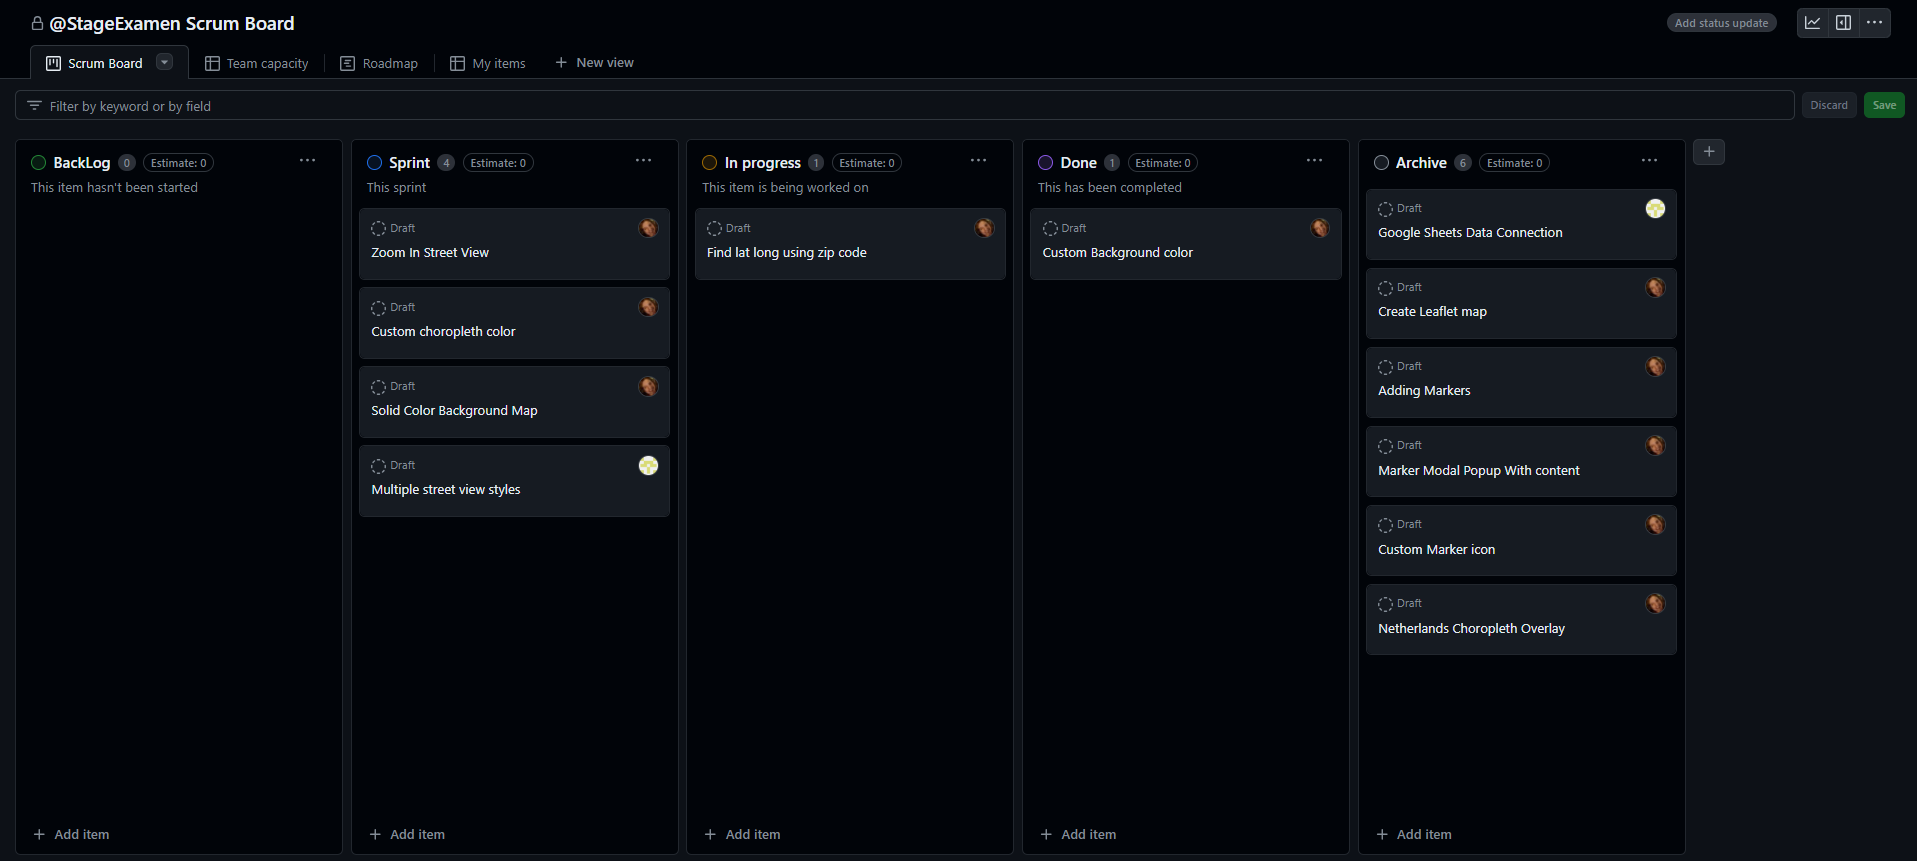 @StageExamen Scrum Board
Add status update
Scrum Board
Team capacity
Roadmap
My items
New view
Filter by keyword or by field
Discard
Save
BackLog 0 Estimate: 0
This item hasn't been started
Add item
Sprint 4 Estimate: 0
This sprint
Draft
Zoom In Street View
Draft
Custom choropleth color
Draft
Solid Color Background Map
Draft
Multiple street view styles
Add item
In progress 1 Estimate: 0
This item is being worked on
Draft
Find lat long using zip code
Add item
Done 1 Estimate: 0
This has been completed
Draft
Custom Background color
Add item
Archive 6 Estimate: 0
Draft
Google Sheets Data Connection
Draft
Create Leaflet map
Draft
Adding Markers
Draft
Marker Modal Popup With content
Draft
Custom Marker icon
Draft
Netherlands Choropleth Overlay
Add item